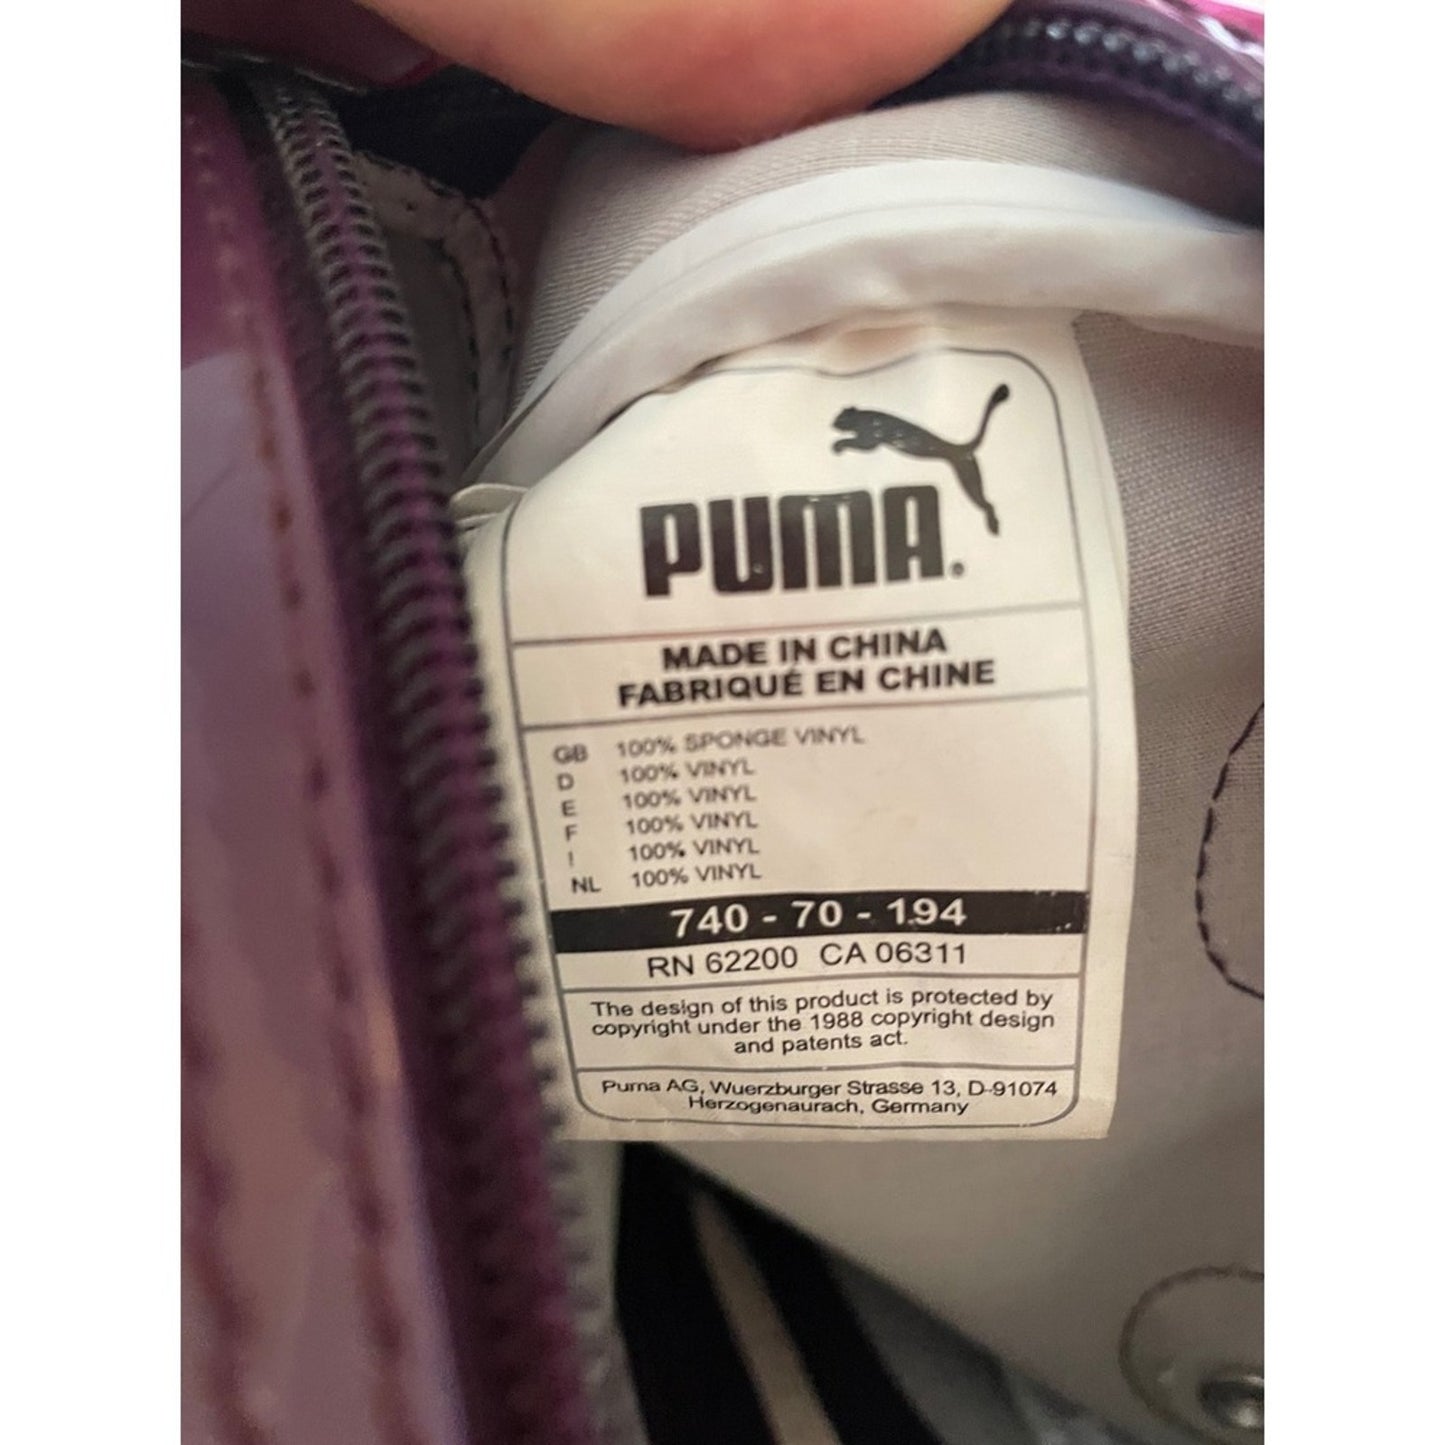 PUMA.
MADE IN CHINA
FABRIQUÉ EN CHINE
GB 100% SPONGE VINYL
D 100% VINYL
E 100% VINYL
F 100% VINYL
I 100% VINYL
NL 100% VINYL
740 - 70 - 194
RN 62200 CA 06311
The design of this product is protected by
copyright under the 1988 copyright design
and patents act.
Puma AG, Wuerzburger Strasse 13, D-91074
Herzogenaurach, Germany